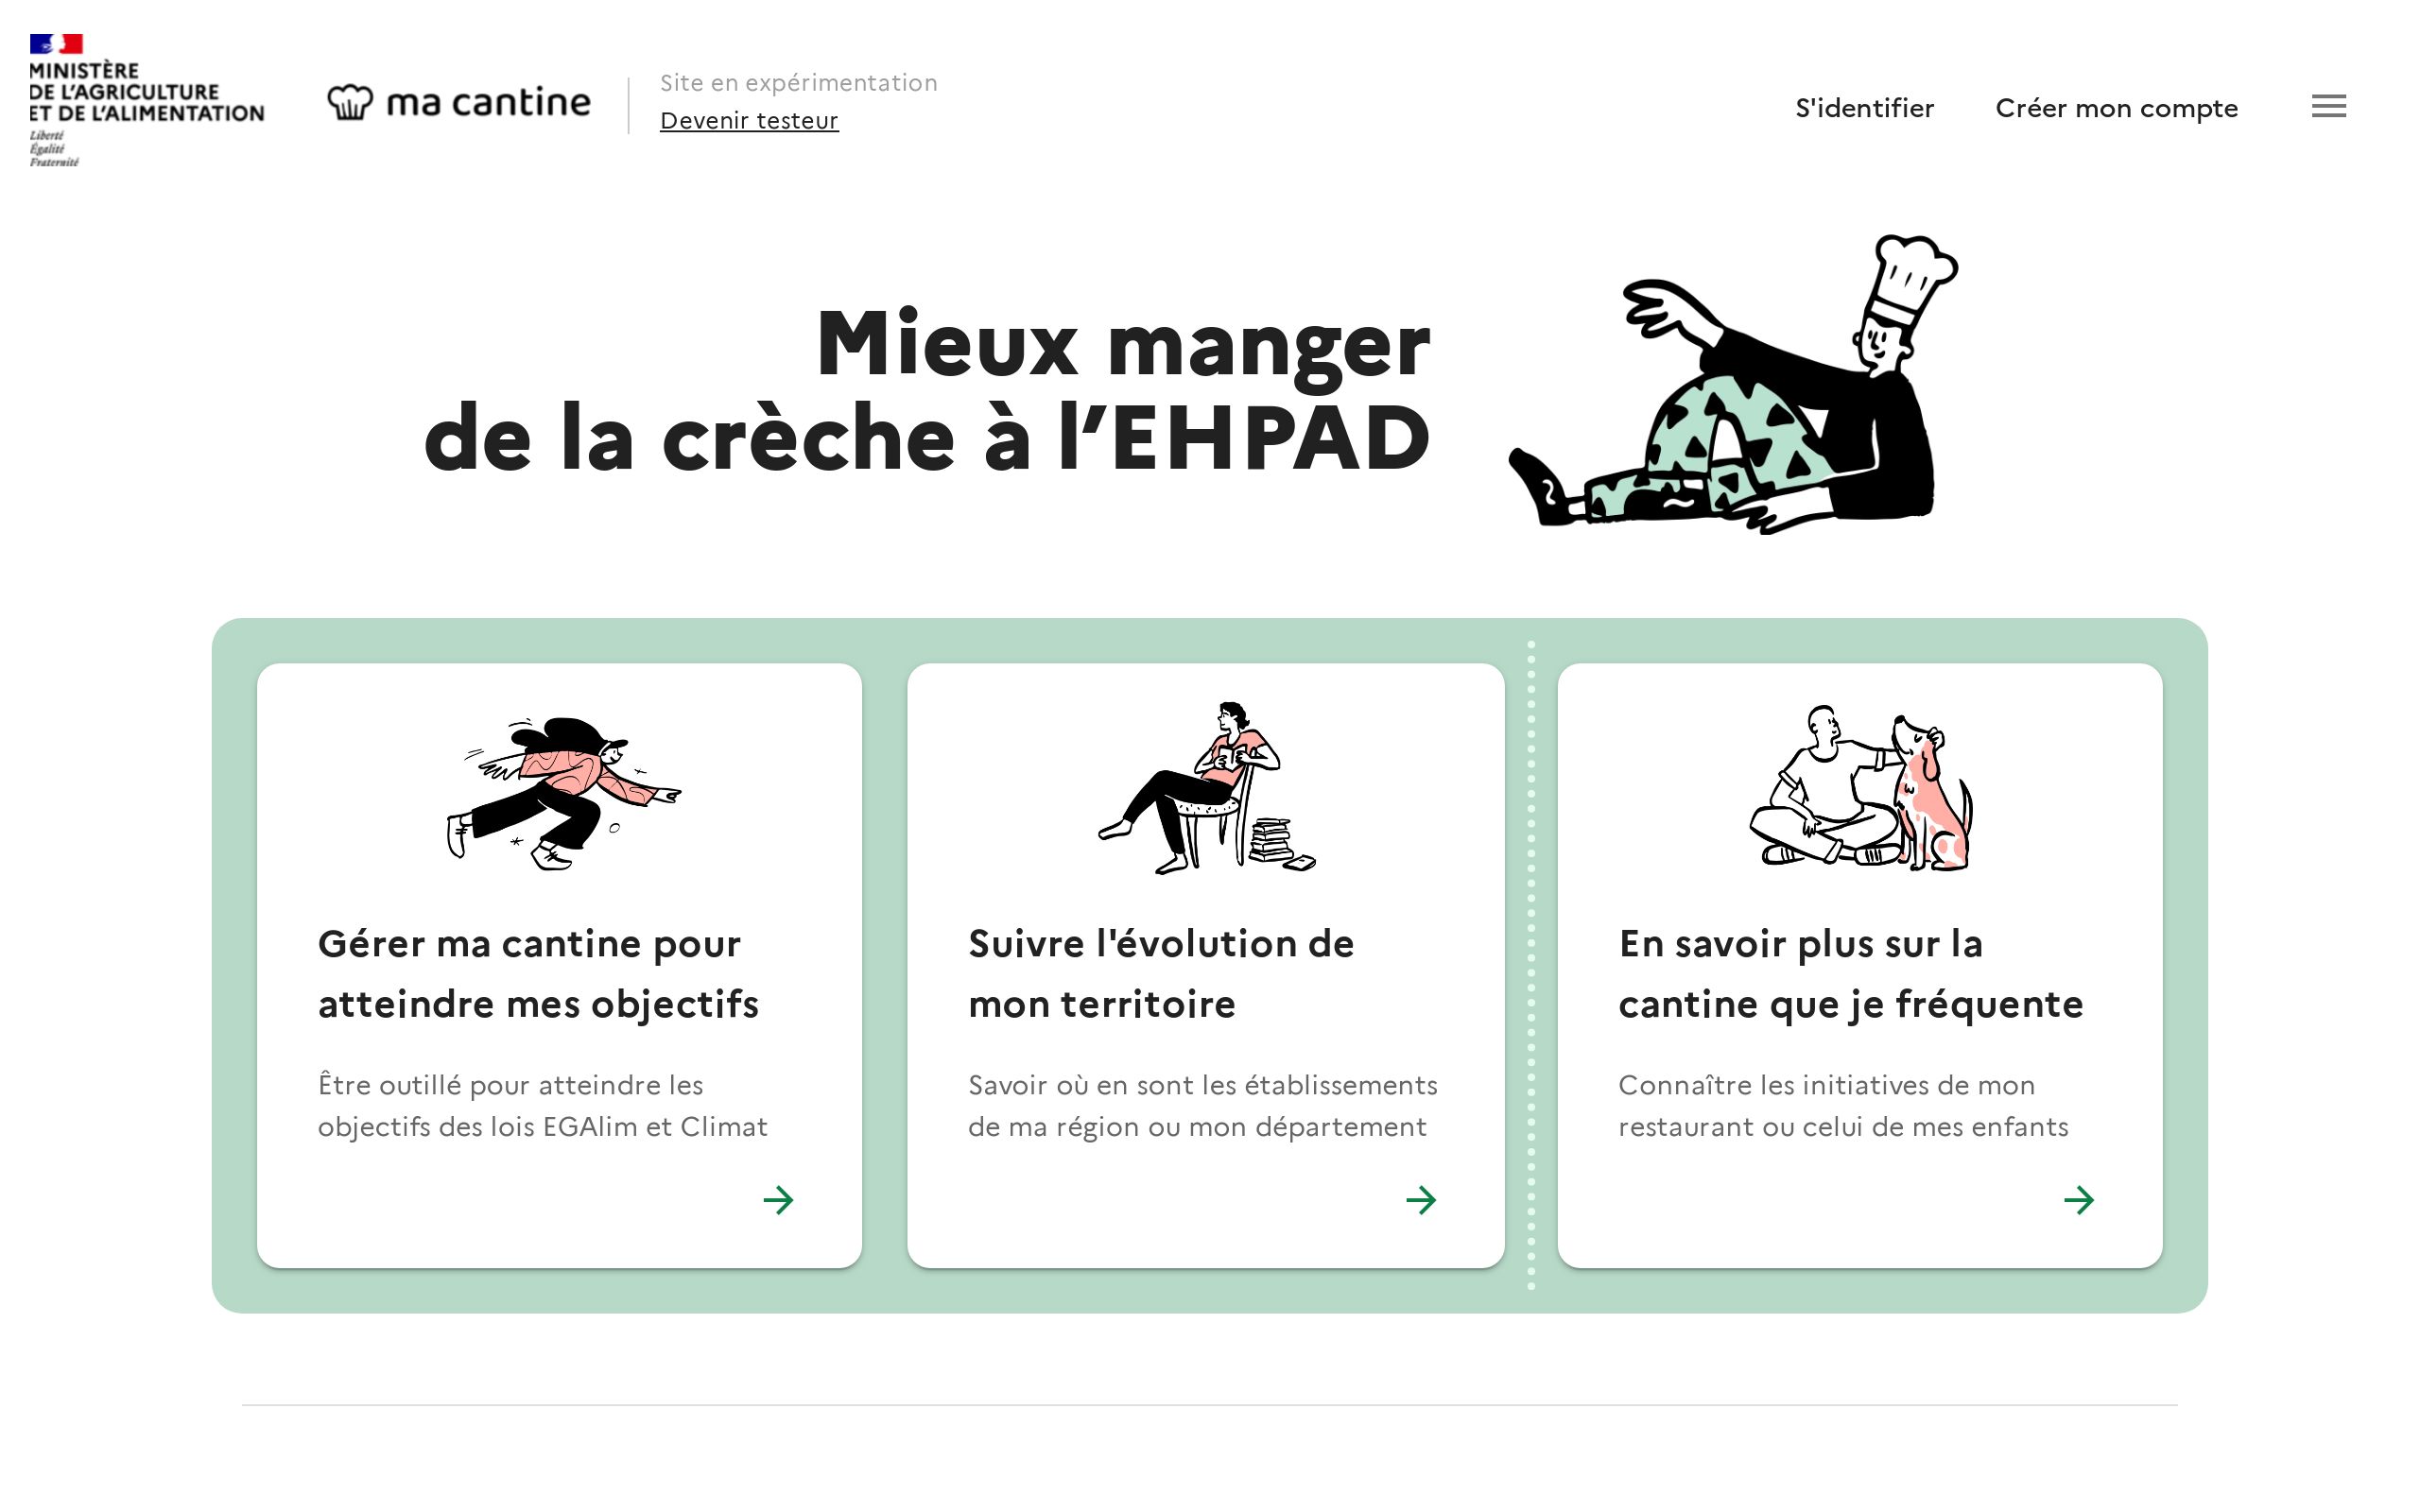 MINISTÈRE
DE L'AGRICULTURE
ET DE L'ALIMENTATION
Liberté
Égalité
Fraternité
ma cantine
Site en expérimentation
Devenir testeur
S'identifier
Créer mon compte
Mieux manger
de la crèche à l’EHPAD
Gérer ma cantine pour
atteindre mes objectifs
Être outillé pour atteindre les
objectifs des lois EGAlim et Climat
Suivre l'évolution de
mon territoire
Savoir où en sont les établissements
de ma région ou mon département
En savoir plus sur la
cantine que je fréquente
Connaître les initiatives de mon
restaurant ou celui de mes enfants